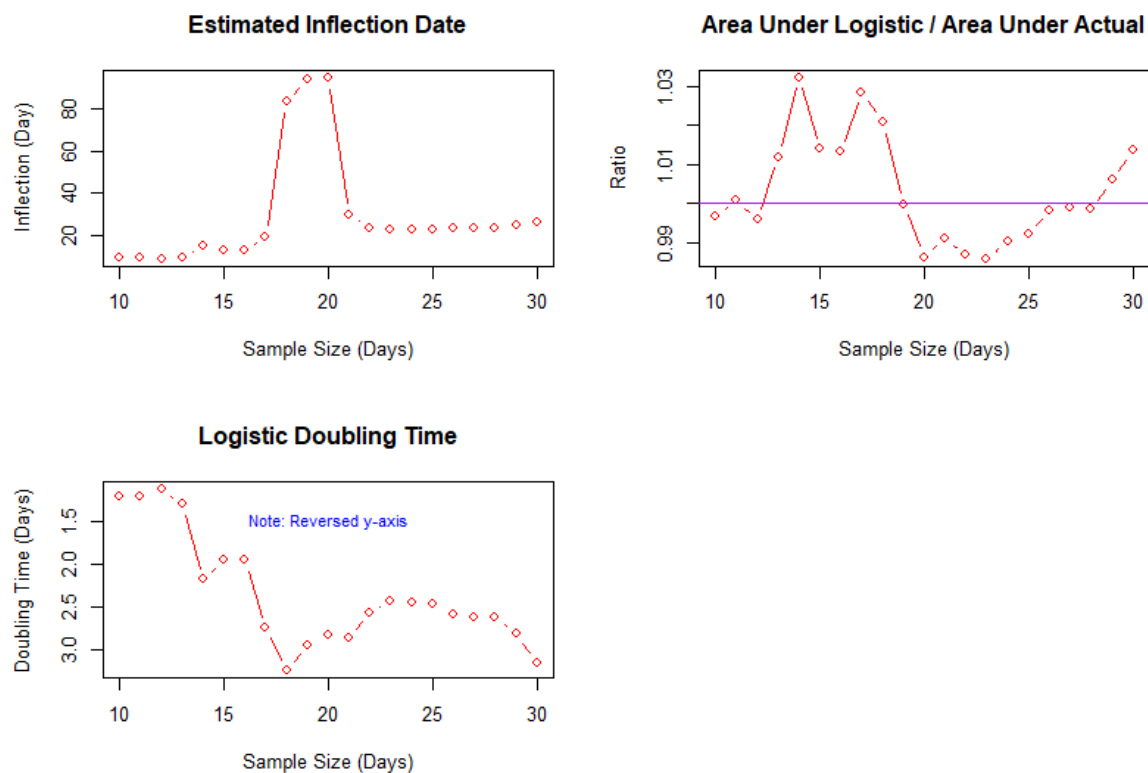 Estimated Inflection Date
Inflection (Day)
80
60
40
20
10 15 20 25 30
Sample Size (Days)
Area Under Logistic / Area Under Actual
Ratio
1.03
1.01
0.99
10 15 20 25 30
Sample Size (Days)
Logistic Doubling Time
Doubling Time (Days)
Note: Reversed y-axis
1.5
2.0
2.5
3.0
10 15 20 25 30
Sample Size (Days)